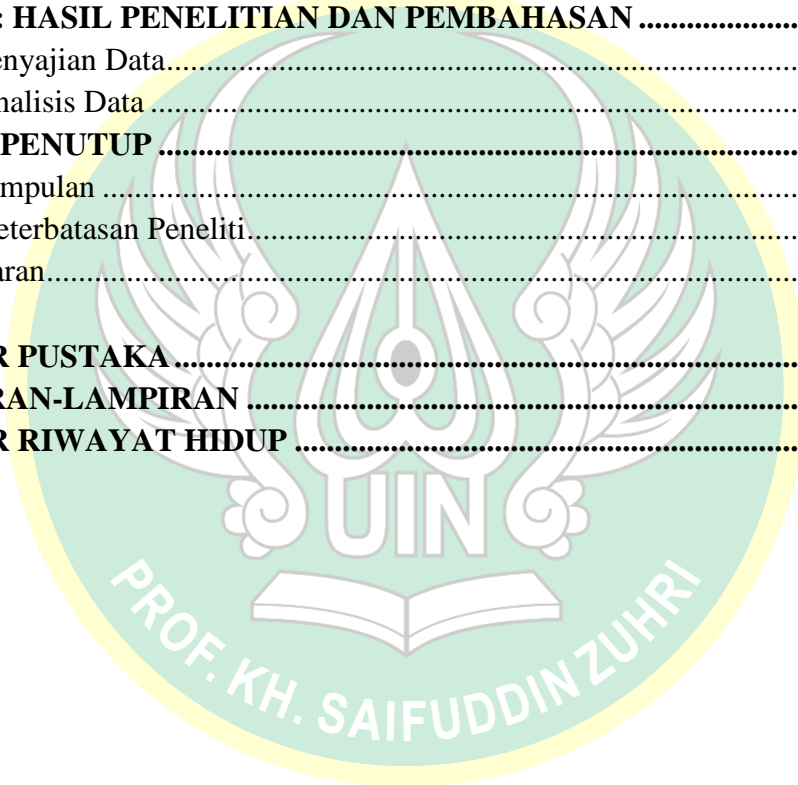 : HASIL PENELITIAN DAN PEMBAHASAN ....................
enyajian Data....................................................................................
nalisis Data ......................................................................................
PENUTUP ................................................................................
mpulan ............................................................................................
eterbatasan Peneliti.........................................................................
aran...................................................................................................
R PUSTAKA..............................................................................
RAN-LAMPIRAN .....................................................................
R RIWAYAT HIDUP ...............................................................
UIN
PROF. KH. SAIFUDDIN ZUHRI